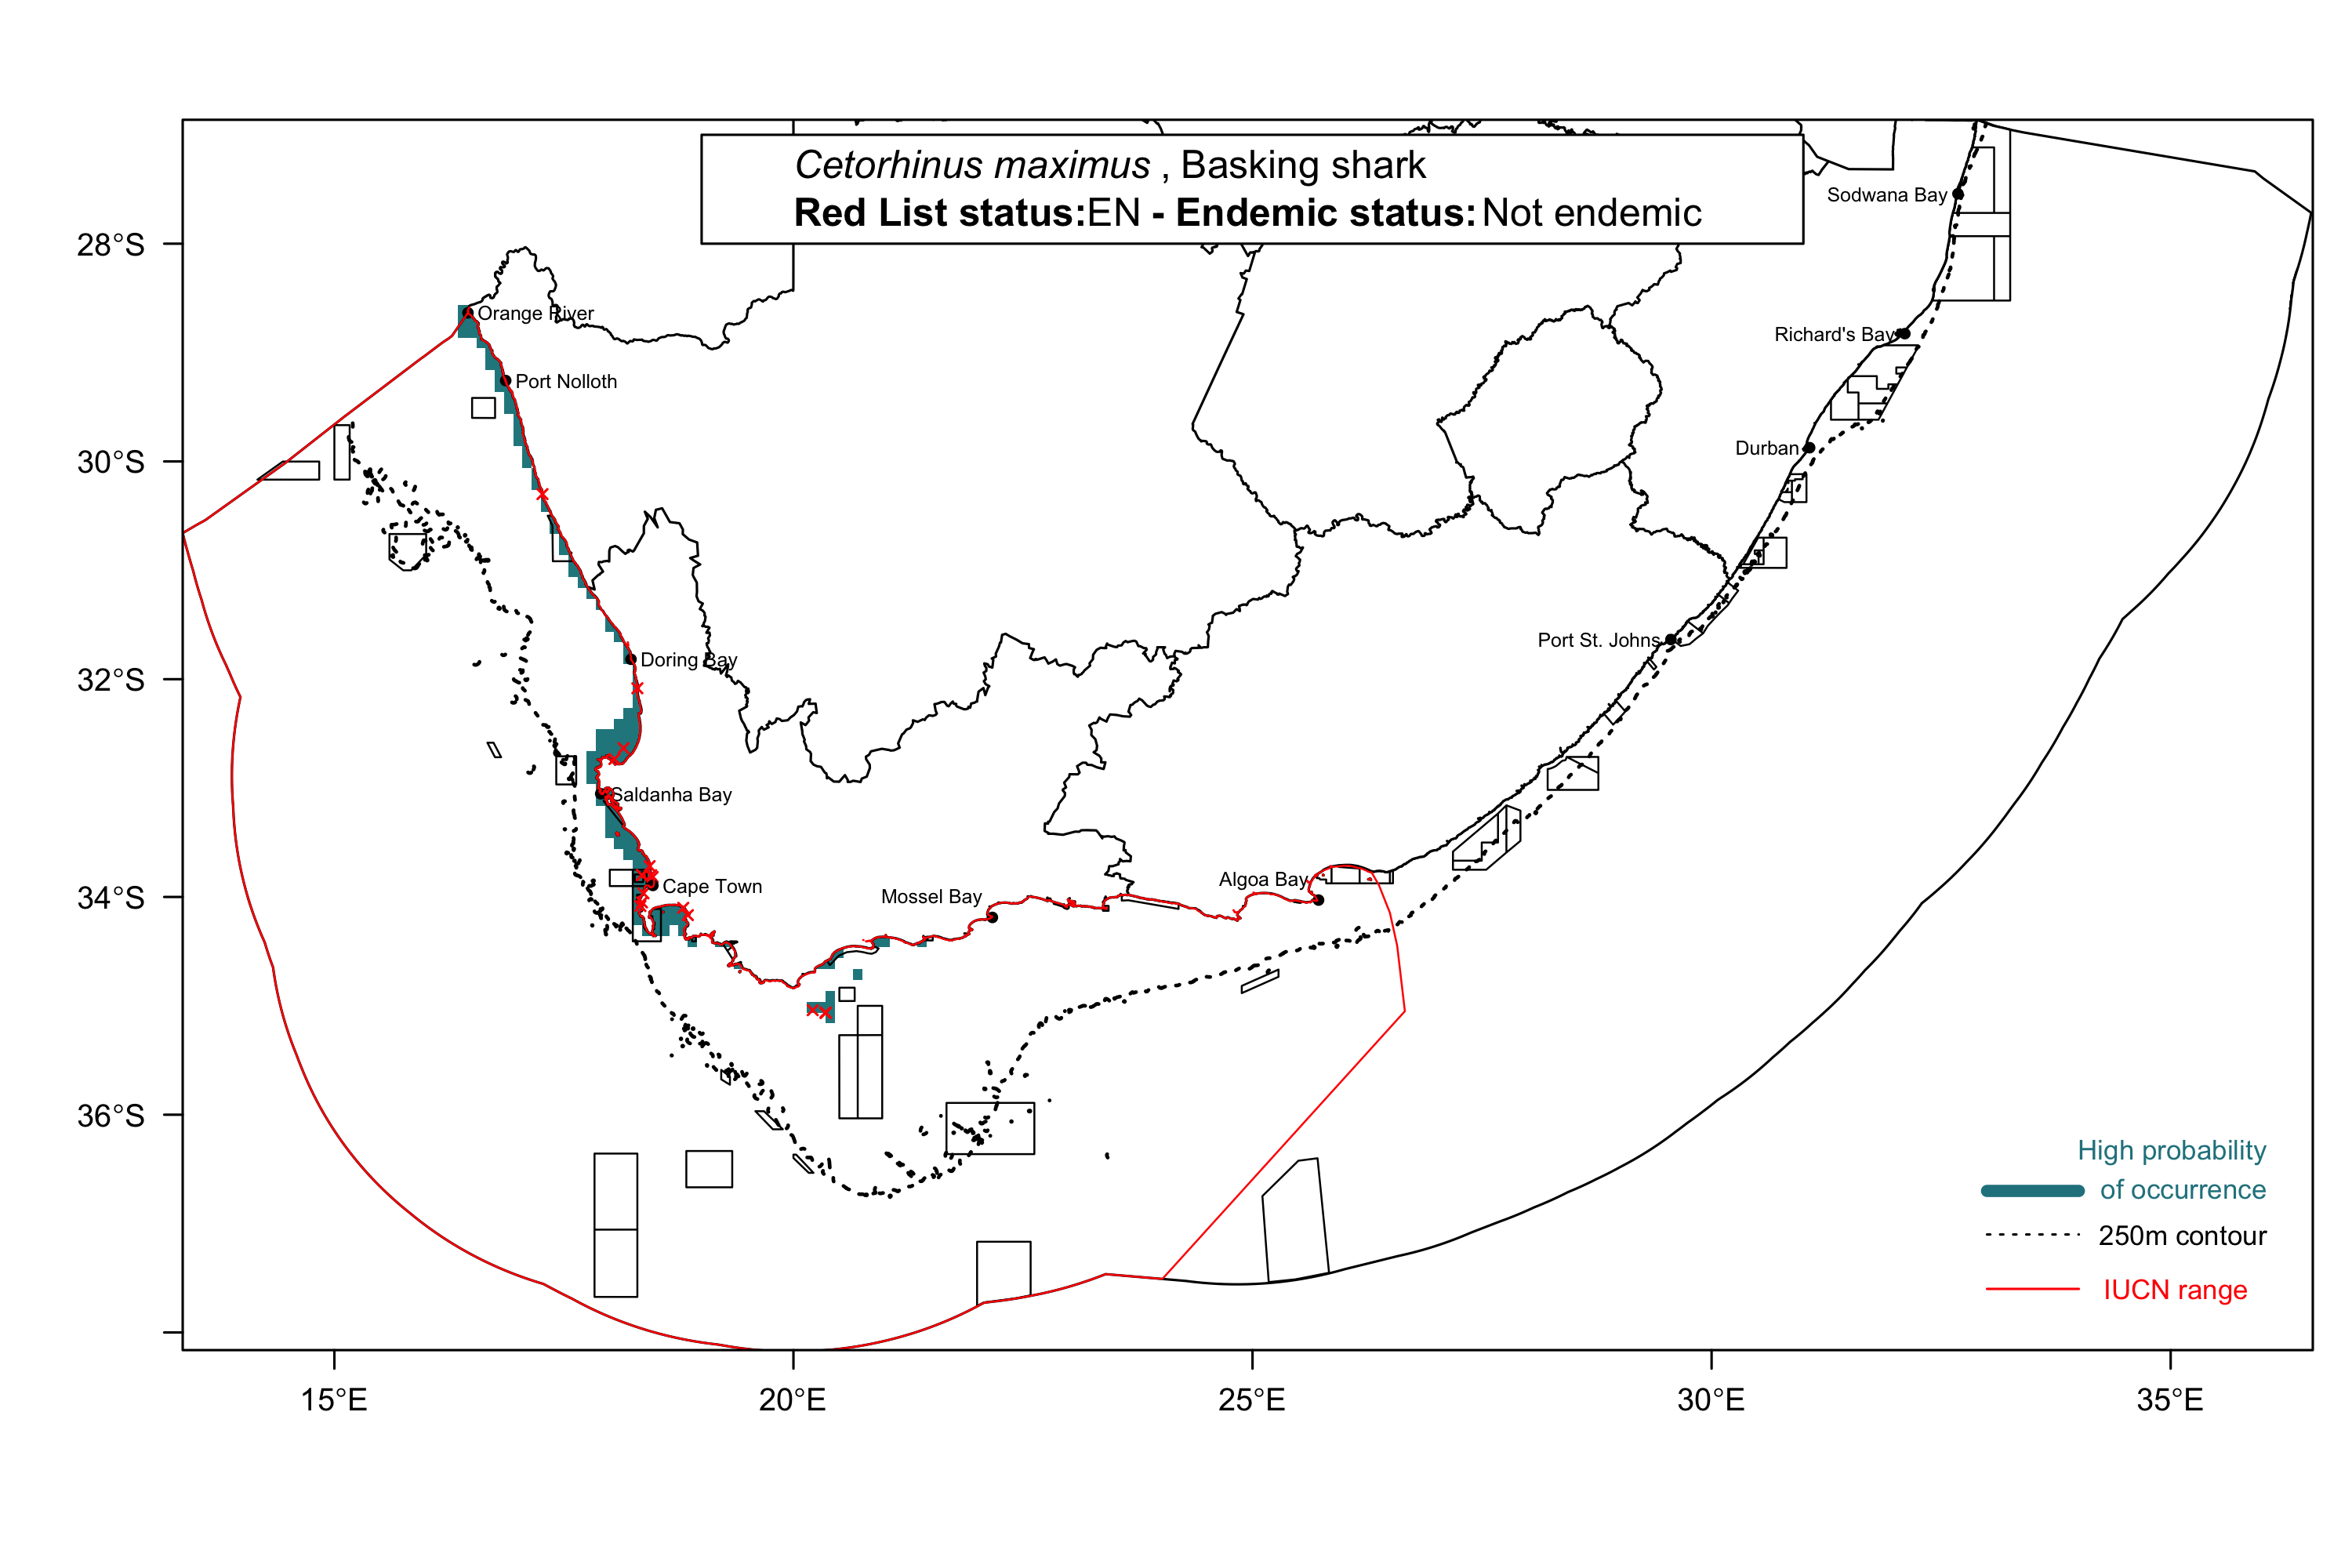 Cetorhinus maximus , Basking shark
Red List status:EN - Endemic status: Not endemic
Sodwana Bay
28°S
Orange River
Richard's Bay
Port Nolloth
Durban
30°S
Port St. Johns
Doring Bay
32°S
Saldanha Bay
Cape Town
Algoa Bay
Mossel Bay
34°S
36°S
High probability
of occurrence
250m contour
IUCN range
15°E
20°E
25°E
30°E
35°E